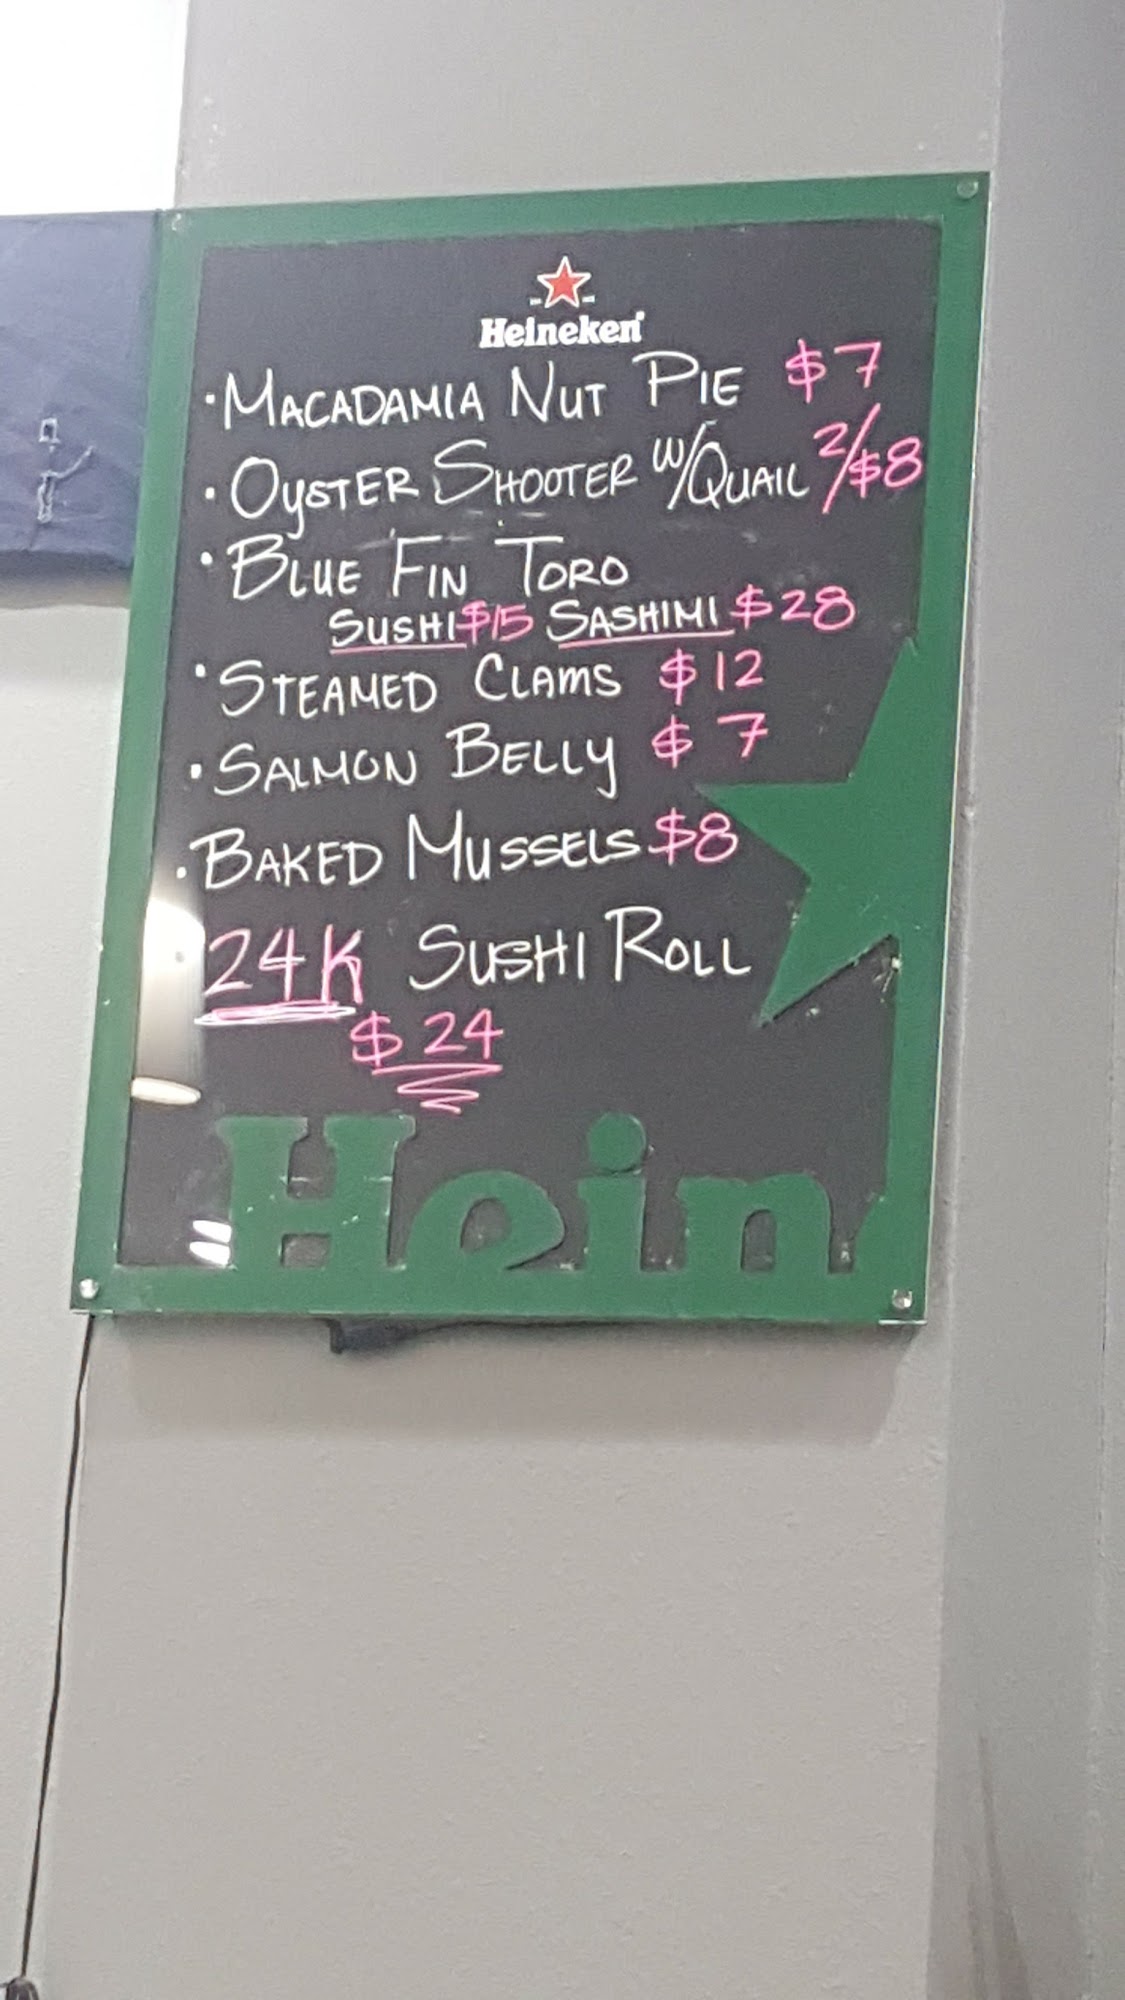 Heineken
· MACADAMIA NUT PIE $7
· OYSTER SHOOTER W/QUAIL 2/$8
· BLUE FIN TORO
SUSHI $15 SASHIMI $28
· STEAMED CLAMS $12
· SALMON BELLY $7
· BAKED MUSSELS $8
24K SUSHI ROLL
$24
Hein